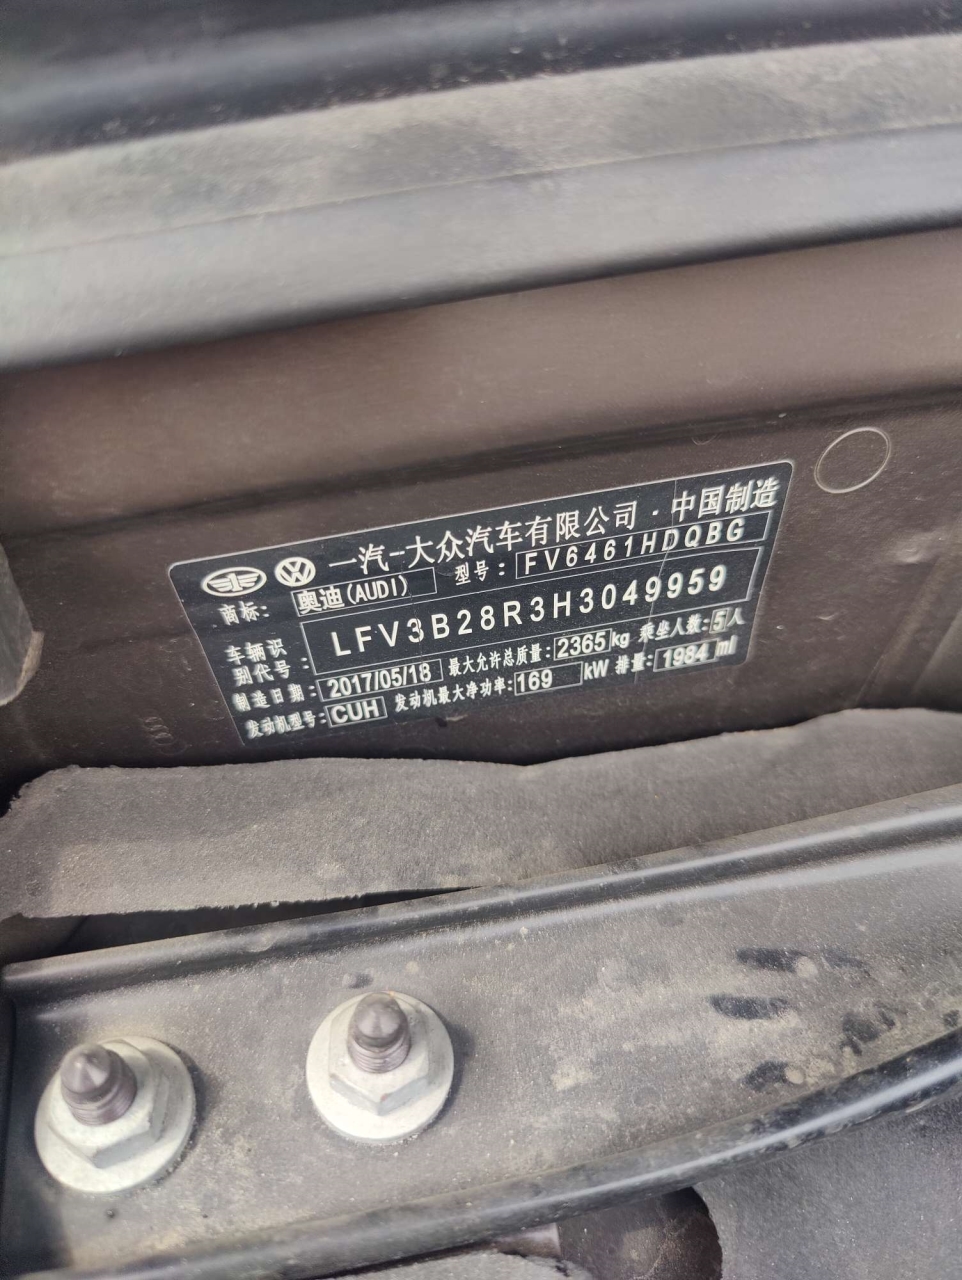 一汽-大众汽车有限公司·中国制造
商标: 奥迪(AUDI) 型号: FV6461HDQBG
车辆识别代号: LFV3B28R3H3049959
制造日期: 2017/05/18 最大允许总质量: 2365 kg 乘坐人数: 5 人
发动机型号: CUH 发动机最大净功率: 169 kW 排量: 1984 ml